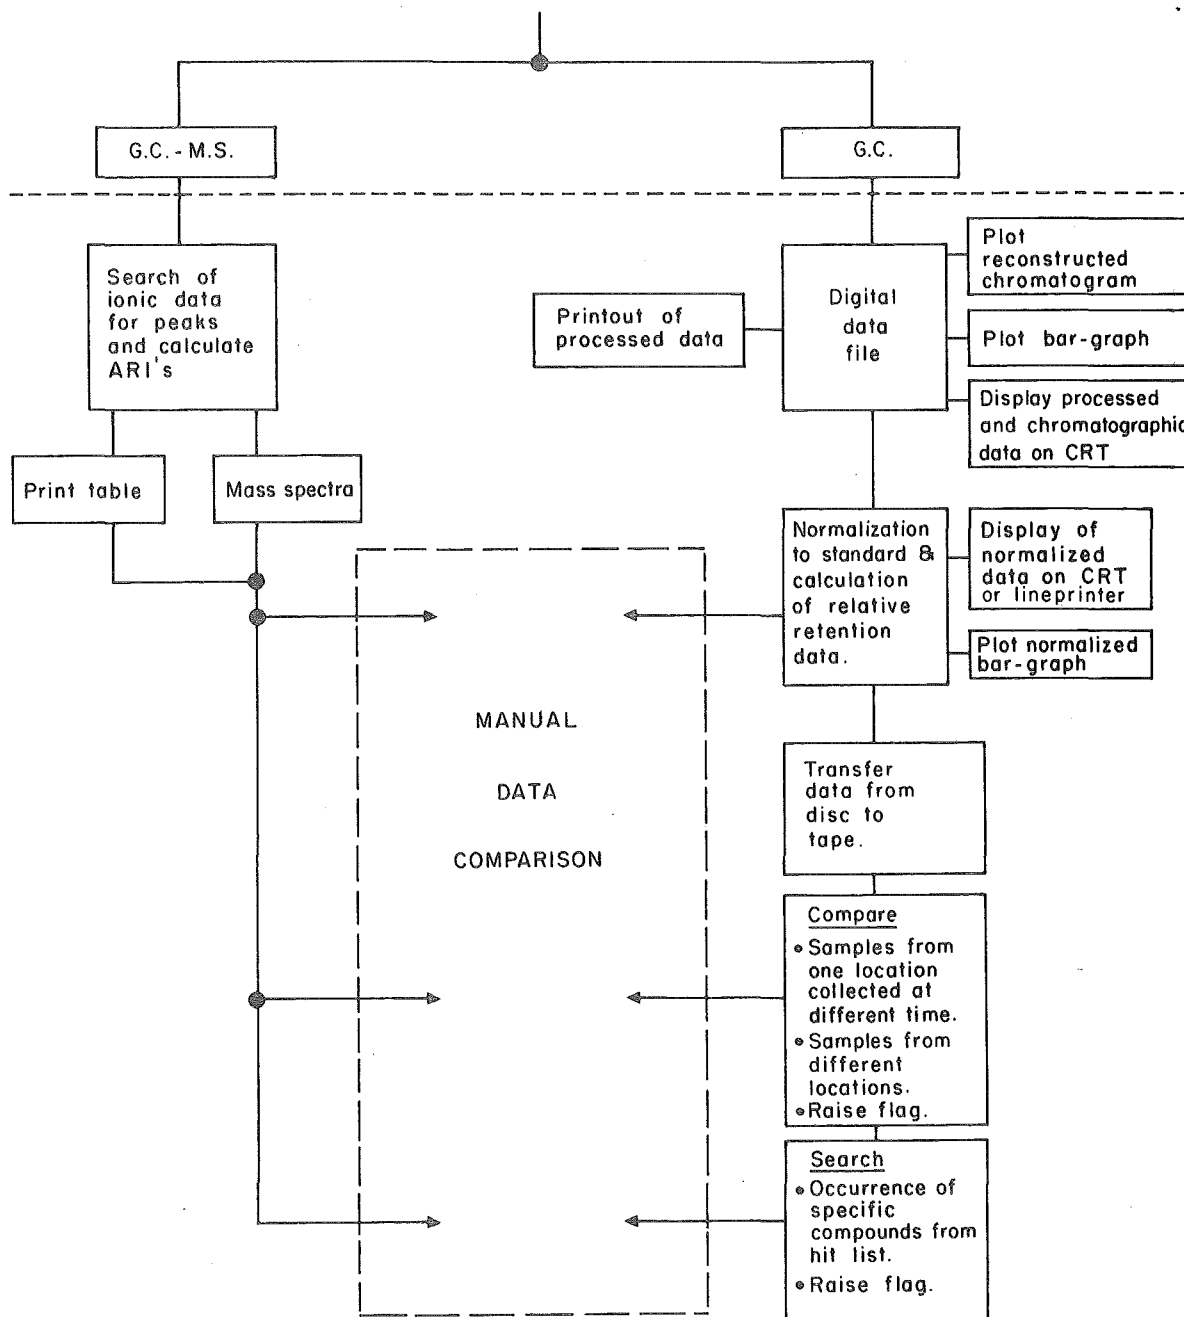 G.C. - M.S.
G.C.
Search of
ionic data
for peaks
and calculate
ARI's
Print table
Mass spectra
Printout of
processed data
Digital
data
file
Plot
reconstructed
chromatogram
Plot bar-graph
Display processed
and chromatographic
data on CRT
Normalization
to standard &
calculation
of relative
retention
data.
Display of
normalized
data on CRT
or lineprinter
Plot normalized
bar-graph
MANUAL
DATA
COMPARISON
Transfer
data from
disc to
tape.
Compare
• Samples from
one location
collected at
different time.
• Samples from
different
locations.
• Raise flag.
Search
• Occurrence of
specific
compounds from
hit list.
• Raise flag.